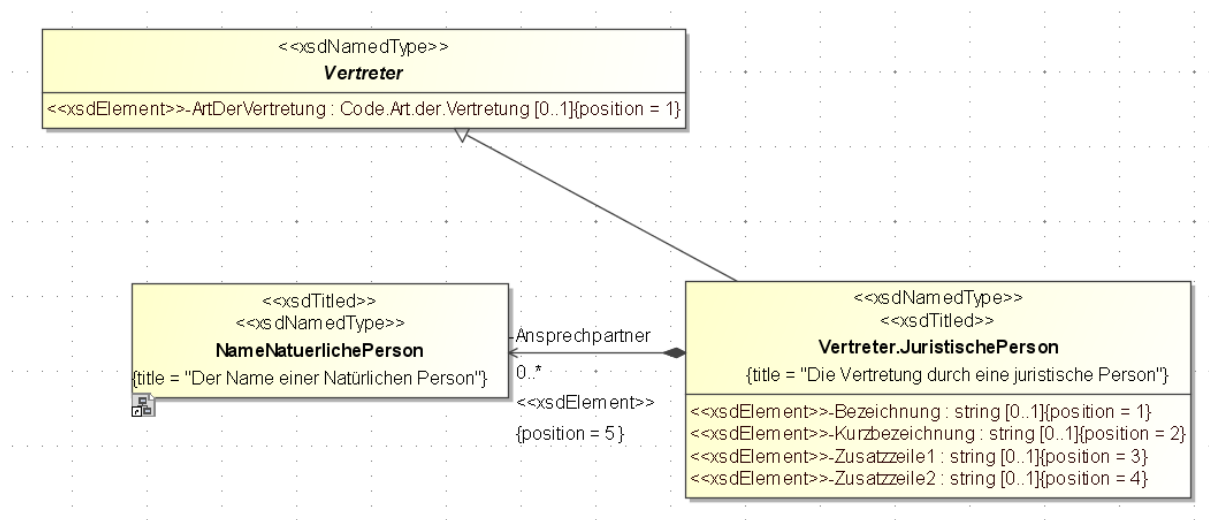 <<xsdNamedType>>
Vertreter
<<xsdElement>>-ArtDerVertretung : Code.Art.der.Vertretung [0..1]{position = 1}
<<xsdTitled>>
<<xsdNamedType>>
NameNatuerlichePerson
{title = "Der Name einer Natürlichen Person"}
-Ansprechpartner
0..*
<<xsdElement>>
{position = 5}
<<xsdNamedType>>
<<xsdTitled>>
Vertreter.JuristischePerson
{title = "Die Vertretung durch eine juristische Person"}
<<xsdElement>>-Bezeichnung : string [0..1]{position = 1}
<<xsdElement>>-Kurzbezeichnung : string [0..1]{position = 2}
<<xsdElement>>-Zusatzzeile1 : string [0..1]{position = 3}
<<xsdElement>>-Zusatzzeile2 : string [0..1]{position = 4}